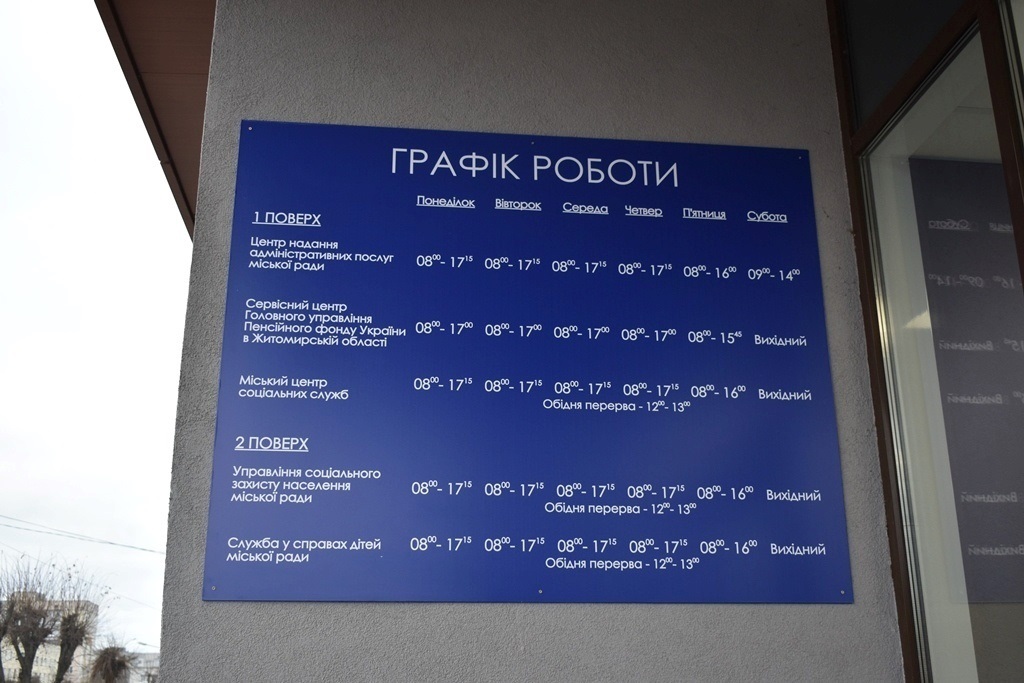 ГРАФІК РОБОТИ
Понеділок Вівторок Середа Четвер П'ятниця Субота
1 ПОВЕРХ
Центр надання
адміністративних послуг
міської ради
08⁰⁰- 17¹⁵ 08⁰⁰- 17¹⁵ 08⁰⁰- 17¹⁵ 08⁰⁰- 17¹⁵ 08⁰⁰- 16⁰⁰ 09⁰⁰- 14⁰⁰
Сервісний центр
Головного управління
Пенсійного фонду України
в Житомирській області
08⁰⁰- 17⁰⁰ 08⁰⁰- 17⁰⁰ 08⁰⁰- 17⁰⁰ 08⁰⁰- 17⁰⁰ 08⁰⁰- 15⁴⁵ Вихідний
Міський центр
соціальних служб
08⁰⁰- 17¹⁵ 08⁰⁰- 17¹⁵ 08⁰⁰- 17¹⁵ 08⁰⁰- 17¹⁵ 08⁰⁰- 16⁰⁰ Вихідний
Обідня перерва - 12⁰⁰- 13⁰⁰
2 ПОВЕРХ
Управління соціального
захисту населення
міської ради
08⁰⁰- 17¹⁵ 08⁰⁰- 17¹⁵ 08⁰⁰- 17¹⁵ 08⁰⁰- 17¹⁵ 08⁰⁰- 16⁰⁰ Вихідний
Обідня перерва - 12⁰⁰- 13⁰⁰
Служба у справах дітей
міської ради
08⁰⁰- 17¹⁵ 08⁰⁰- 17¹⁵ 08⁰⁰- 17¹⁵ 08⁰⁰- 17¹⁵ 08⁰⁰- 16⁰⁰ Вихідний
Обідня перерва - 12⁰⁰- 13⁰⁰